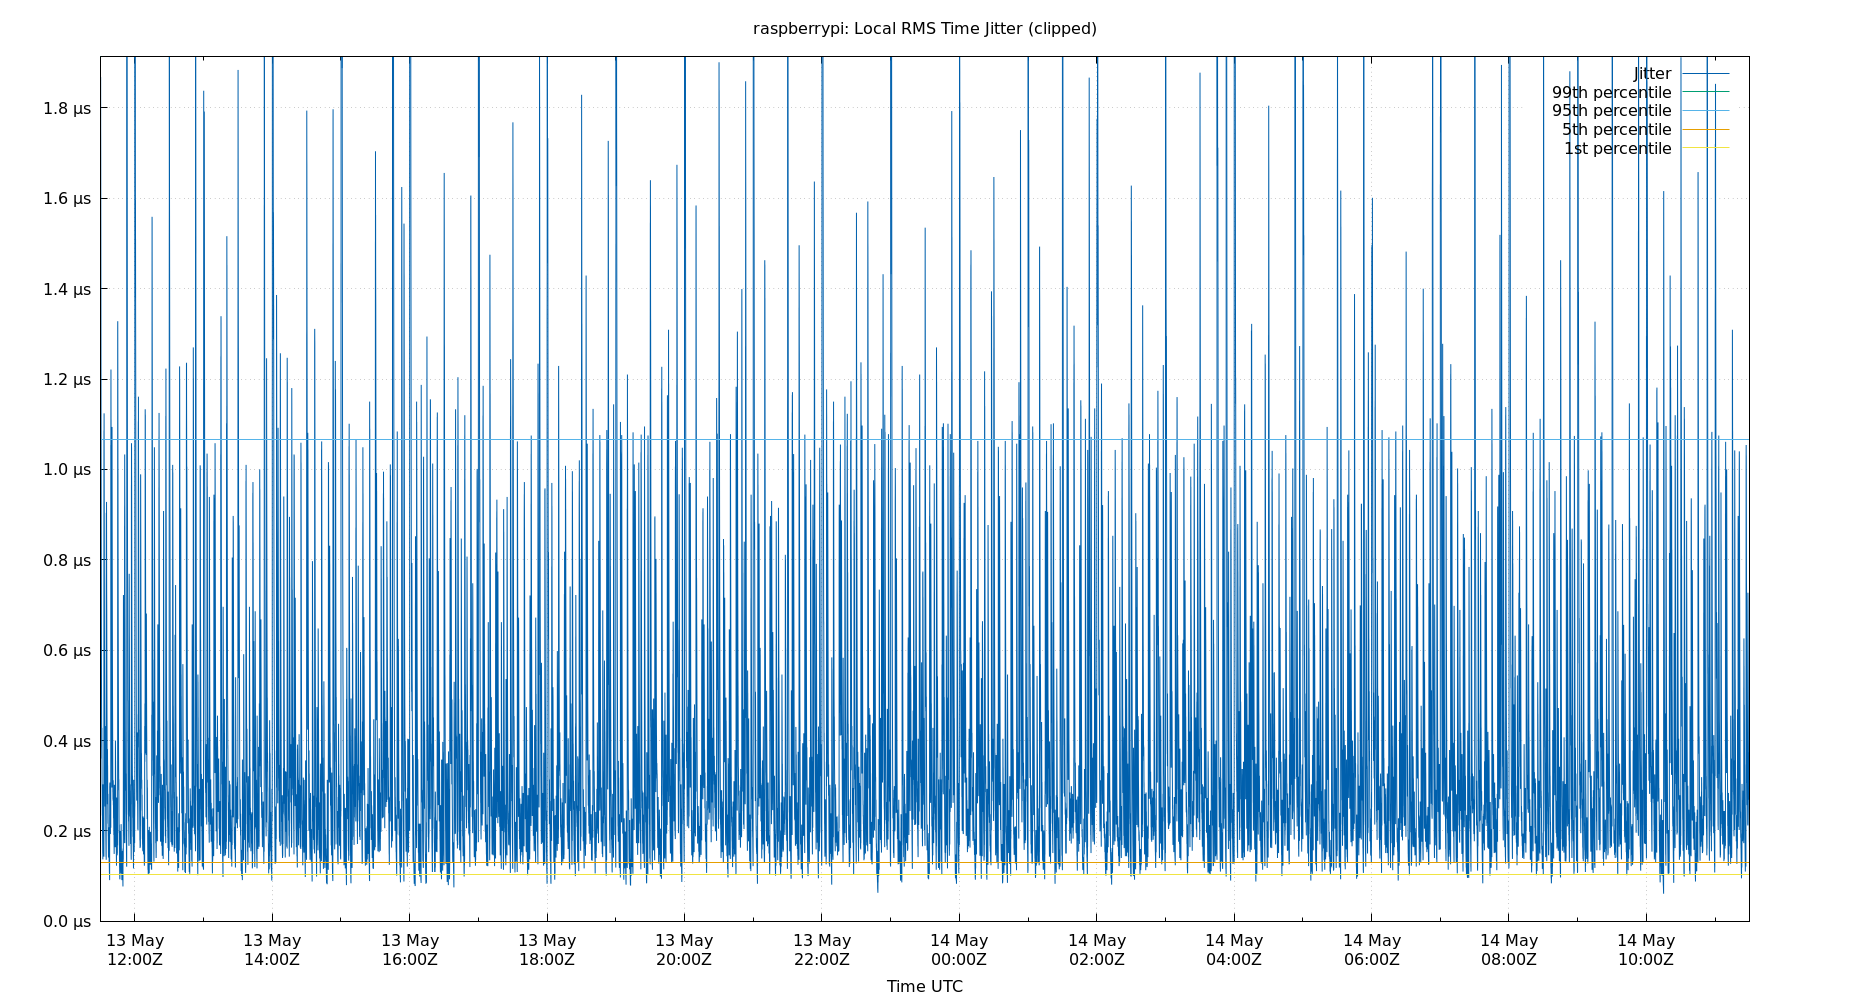 raspberrypi: Local RMS Time Jitter (clipped)
Jitter
99th percentile
95th percentile
5th percentile
1st percentile
1.8 μs
1.6 μs
1.4 μs
1.2 μs
1.0 μs
0.8 μs
0.6 μs
0.4 μs
0.2 μs
0.0 μs
13 May 13 May 13 May 13 May 13 May 13 May 14 May 14 May 14 May 14 May 14 May 14 May
12:00Z 14:00Z 16:00Z 18:00Z 20:00Z 22:00Z 00:00Z 02:00Z 04:00Z 06:00Z 08:00Z 10:00Z
Time UTC